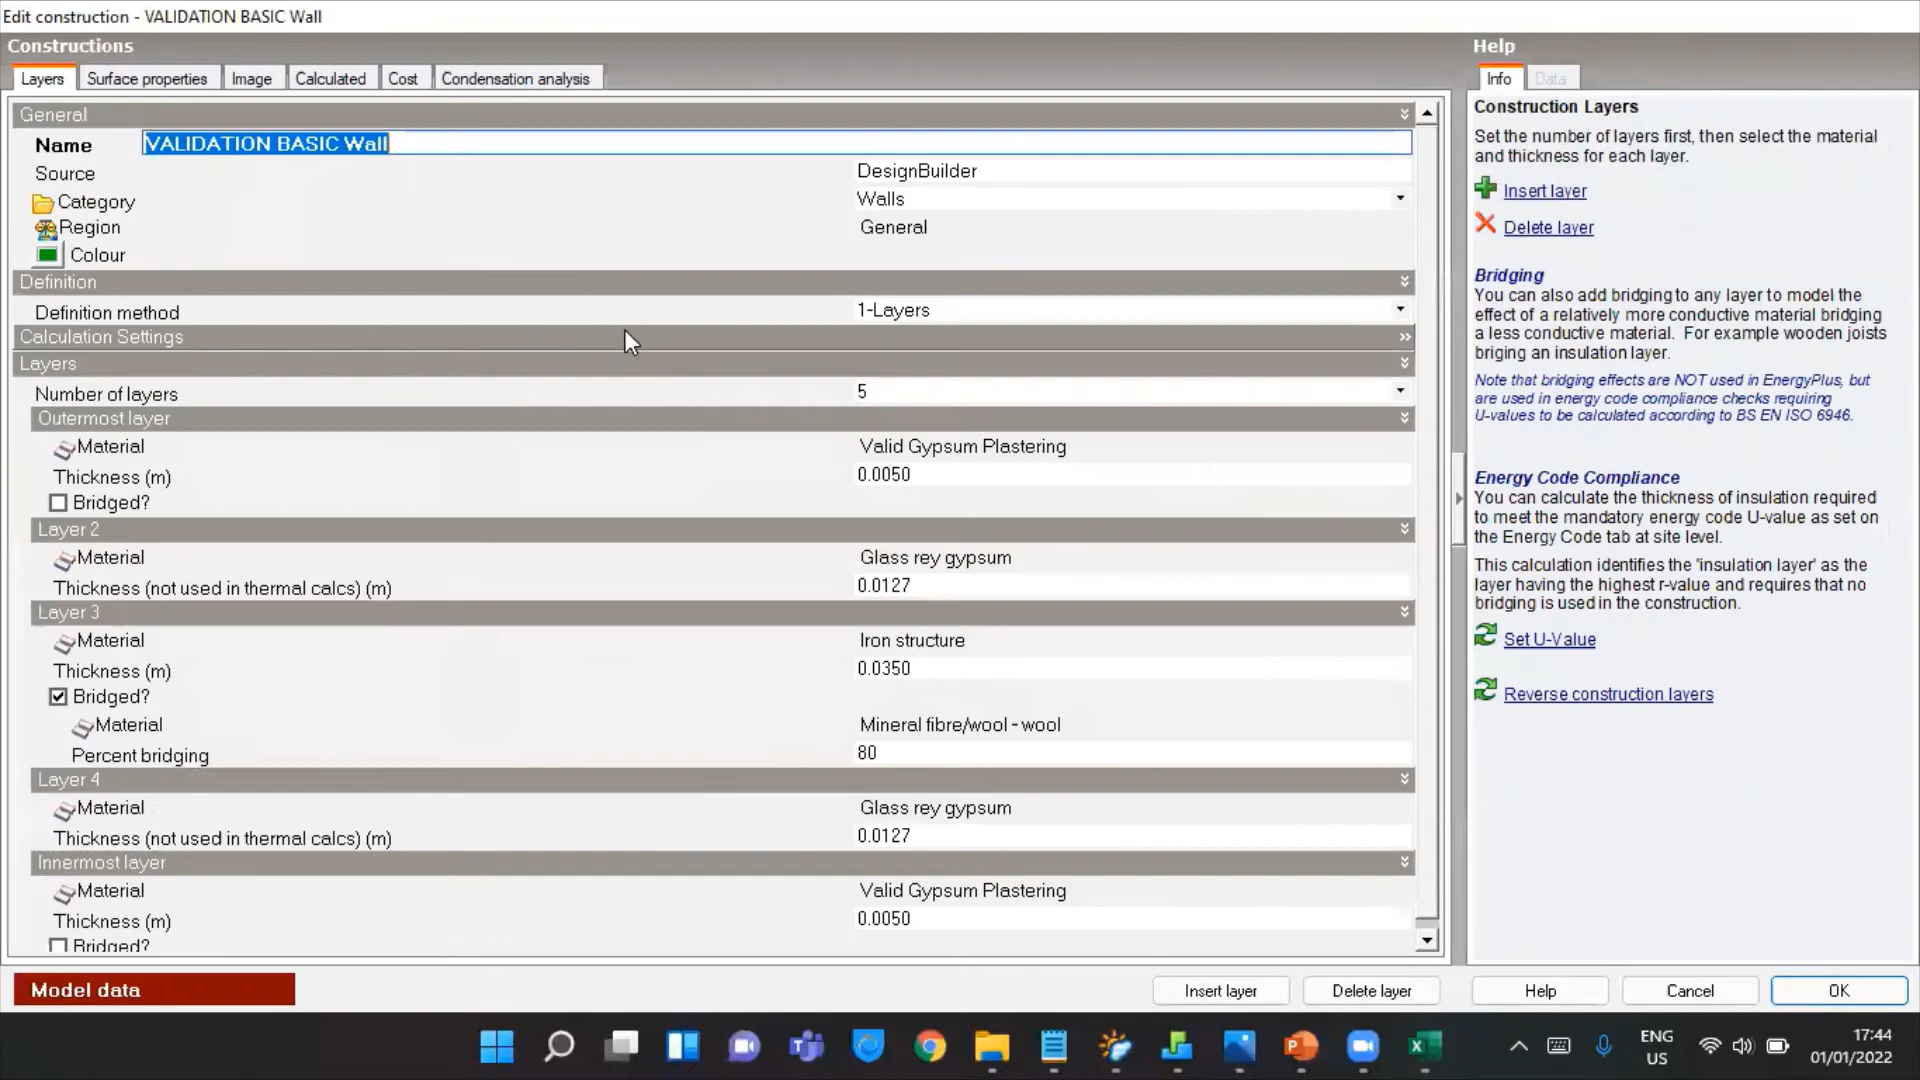 Edit construction - VALIDATION BASIC Wall
Constructions
Layers Surface properties Image Calculated Cost Condensation analysis
General
Name VALIDATION BASIC Wall
Source DesignBuilder
Category Walls
Region General
Colour
Definition
Definition method 1-Layers
Calculation Settings
Layers
Number of layers 5
Outermost layer
Material Valid Gypsum Plastering
Thickness (m) 0.0050
Bridged?
Layer 2
Material Glass rey gypsum
Thickness (not used in thermal calcs) (m) 0.0127
Layer 3
Material Iron structure
Thickness (m) 0.0350
Bridged?
Material Mineral fibre/wool - wool
Percent bridging 80
Layer 4
Material Glass rey gypsum
Thickness (not used in thermal calcs) (m) 0.0127
Innermost layer
Material Valid Gypsum Plastering
Thickness (m) 0.0050
Bridged?
Model data
Insert layer Delete layer
Help
Info Data
Construction Layers
Set the number of layers first, then select the material
and thickness for each layer.
Insert layer
Delete layer
Bridging
You can also add bridging to any layer to model the
effect of a relatively more conductive material bridging
a less conductive material. For example wooden joists
briging an insulation layer.
Note that bridging effects are NOT used in EnergyPlus, but
are used in energy code compliance checks requiring
U-values to be calculated according to BS EN ISO 6946.
Energy Code Compliance
You can calculate the thickness of insulation required
to meet the mandatory energy code U-value as set on
the Energy Code tab at site level.
This calculation identifies the 'insulation layer' as the
layer having the highest r-value and requires that no
bridging is used in the construction.
Set U-Value
Reverse construction layers
Help Cancel OK
ENG
US
17:44
01/01/2022